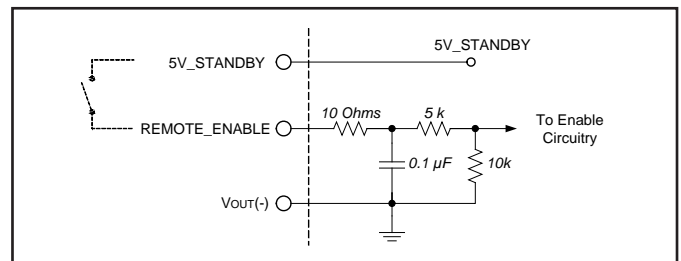 5V_STANDBY
5V_STANDBY
10 Ohms
5 k
REMOTE_ENABLE
To Enable
Circuitry
0.1 µF
10k
VOUT(-)